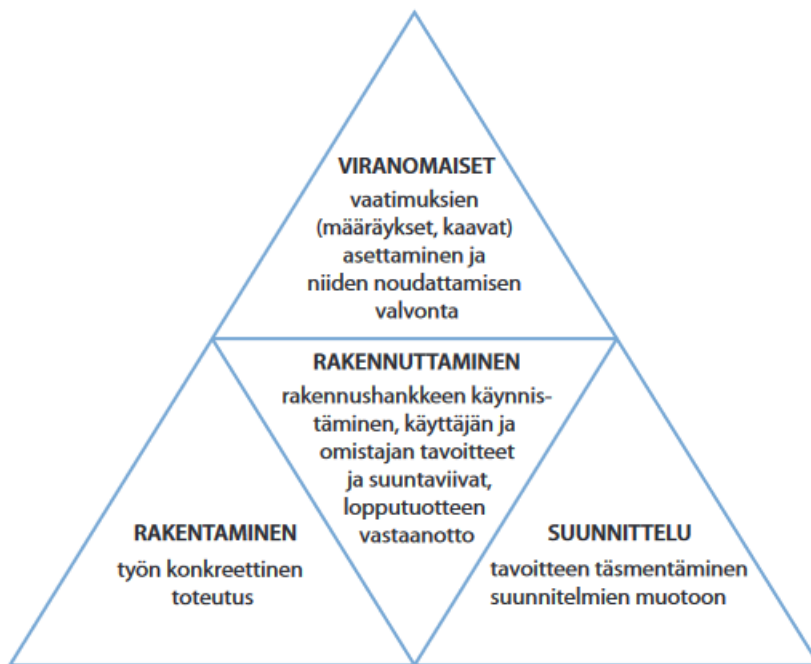 VIRANOMAISET
vaatimuksien
(määräykset, kaavat)
asettaminen ja
niiden noudattamisen
valvonta
RAKENNUTTAMINEN
rakennushankkeen käynnis-
täminen, käyttäjän ja
omistajan tavoitteet
ja suuntaviivat,
lopputuotteen
vastaanotto
RAKENTAMINEN
työn konkreettinen
toteutus
SUUNNITTELU
tavoitteen täsmentäminen
suunnitelmien muotoon